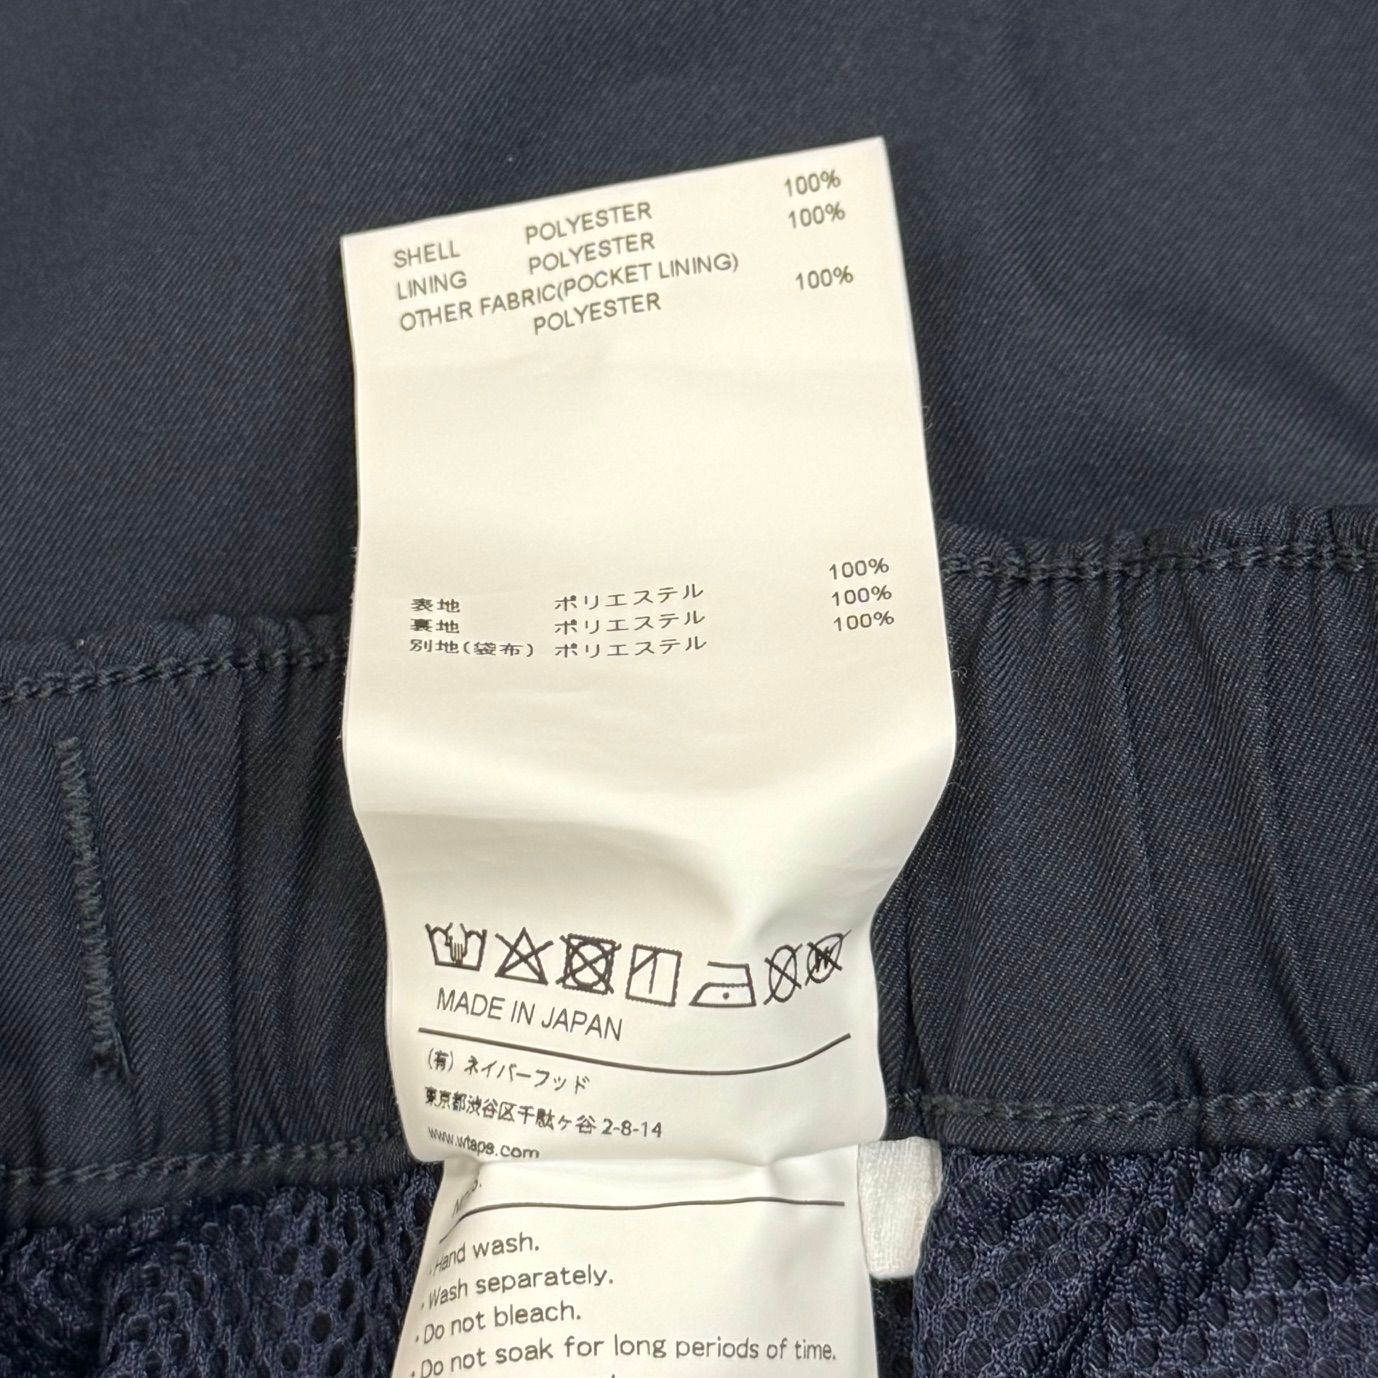 SHELL POLYESTER 100%
LINING POLYESTER 100%
OTHER FABRIC(POCKET LINING)
POLYESTER 100%
表地 ポリエステル 100%
裏地 ポリエステル 100%
別地(袋布) ポリエステル 100%
MADE IN JAPAN
(有) ネイバーフッド
東京都渋谷区千駄ヶ谷 2-8-14
www.wtaps.com
・Hand wash.
・Wash separately.
・Do not bleach.
・Do not soak for long periods of time.